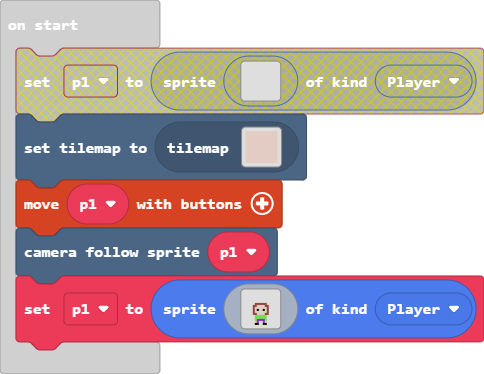 on start
set p1 to sprite of kind Player
set tilemap to tilemap
move p1 with buttons
camera follow sprite p1
set p1 to sprite of kind Player